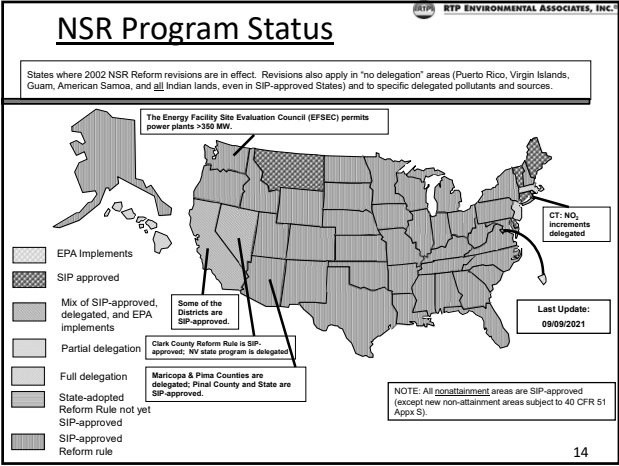 RTP RTP ENVIRONMENTAL ASSOCIATES, INC.®
NSR Program Status
States where 2002 NSR Reform revisions are in effect. Revisions also apply in “no delegation” areas (Puerto Rico, Virgin Islands,
Guam, American Samoa, and all Indian lands, even in SIP-approved States) and to specific delegated pollutants and sources.
The Energy Facility Site Evaluation Council (EFSEC) permits
power plants >350 MW.
CT: NO2
increments
delegated
EPA Implements
SIP approved
Mix of SIP-approved,
delegated, and EPA
implements
Partial delegation
Full delegation
State-adopted
Reform Rule not yet
SIP-approved
SIP-approved
Reform rule
Some of the
Districts are
SIP-approved.
Clark County Reform Rule is SIP-
approved; NV state program is delegated
Maricopa & Pima Counties are
delegated; Pinal County and State are
SIP-approved.
Last Update:
09/09/2021
NOTE: All nonattainment areas are SIP-approved
(except new non-attainment areas subject to 40 CFR 51
Appx S).
14